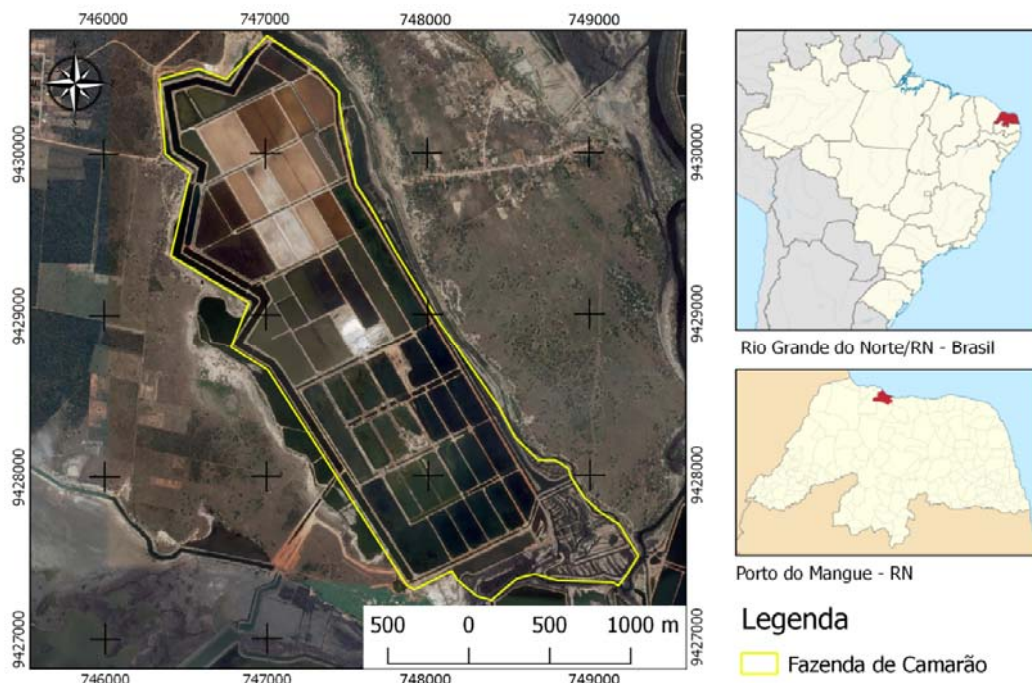 746000 747000 748000 749000
9430000
9429000
9428000
9427000
9430000
9429000
9428000
9427000
500 0 500 1000 m
746000 747000 748000 749000
Rio Grande do Norte/RN - Brasil
Porto do Mangue - RN
Legenda
Fazenda de Camarão